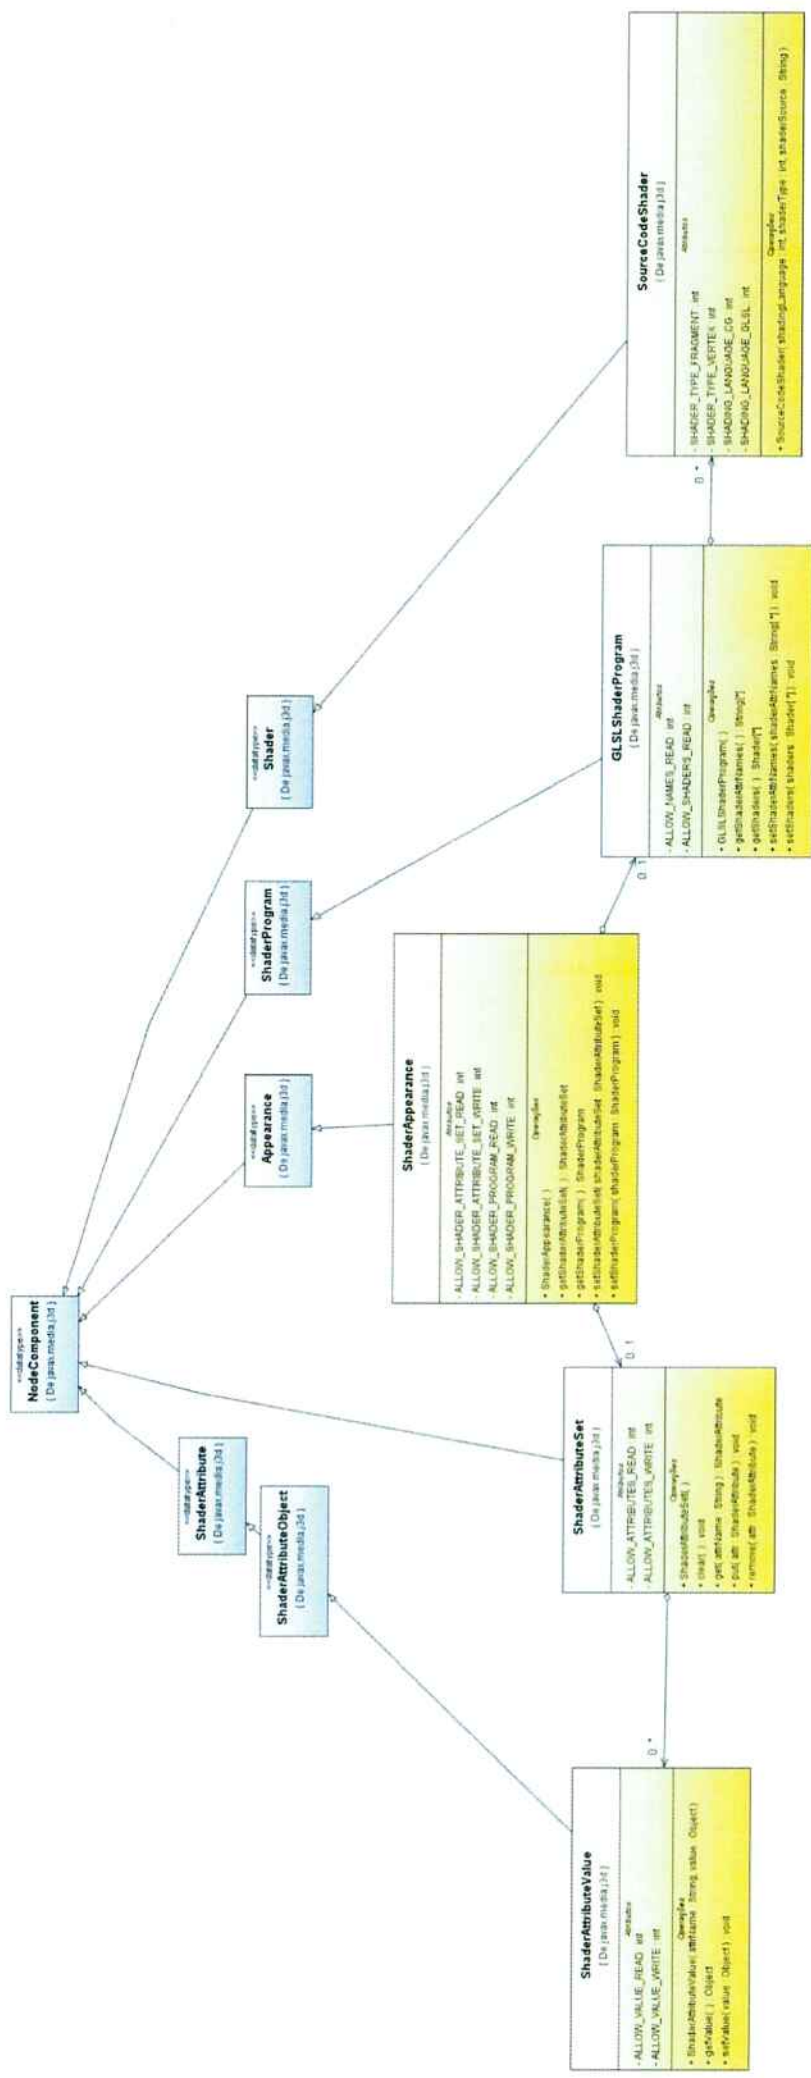 <<datatype>>
NodeComponent
{ De javax.media.j3d }
<<datatype>>
ShaderAttribute
{ De javax.media.j3d }
<<datatype>>
ShaderAttributeObject
{ De javax.media.j3d }
<<datatype>>
Appearance
{ De javax.media.j3d }
<<datatype>>
ShaderProgram
{ De javax.media.j3d }
<<datatype>>
Shader
{ De javax.media.j3d }
ShaderAttributeValue
{ De javax.media.j3d }
Atributos
- ALLOW_VALUE_READ : int
- ALLOW_VALUE_WRITE : int
Operações
+ ShaderAttributeValue( attrName : String, value : Object )
+ getValue( ) : Object
+ setValue( value : Object ) : void
0..*
ShaderAttributeSet
{ De javax.media.j3d }
Atributos
- ALLOW_ATTRIBUTES_READ : int
- ALLOW_ATTRIBUTES_WRITE : int
Operações
+ ShaderAttributeSet( )
+ clear( ) : void
+ get( attrName : String ) : ShaderAttribute
+ put( attr : ShaderAttribute ) : void
+ remove( attr : ShaderAttribute ) : void
0..1
ShaderAppearance
{ De javax.media.j3d }
Atributos
- ALLOW_SHADER_ATTRIBUTE_SET_READ : int
- ALLOW_SHADER_ATTRIBUTE_SET_WRITE : int
- ALLOW_SHADER_PROGRAM_READ : int
- ALLOW_SHADER_PROGRAM_WRITE : int
Operações
+ ShaderAppearance( )
+ getShaderAttributeSet( ) : ShaderAttributeSet
+ getShaderProgram( ) : ShaderProgram
+ setShaderAttributeSet( shaderAttributeSet : ShaderAttributeSet ) : void
+ setShaderProgram( shaderProgram : ShaderProgram ) : void
0..1
GLSLShaderProgram
{ De javax.media.j3d }
Atributos
- ALLOW_NAMES_READ : int
- ALLOW_SHADERS_READ : int
Operações
+ GLSLShaderProgram( )
+ getShaderAttrNames( ) : String[*]
+ getShaders( ) : Shader[*]
+ setShaderAttrNames( shaderAttrNames : String[*] ) : void
+ setShaders( shaders : Shader[*] ) : void
0..*
SourceCodeShader
{ De javax.media.j3d }
Atributos
- SHADER_TYPE_FRAGMENT : int
- SHADER_TYPE_VERTEX : int
- SHADING_LANGUAGE_CG : int
- SHADING_LANGUAGE_GLSL : int
Operações
+ SourceCodeShader( shadingLanguage : int, shaderType : int, shaderSource : String )